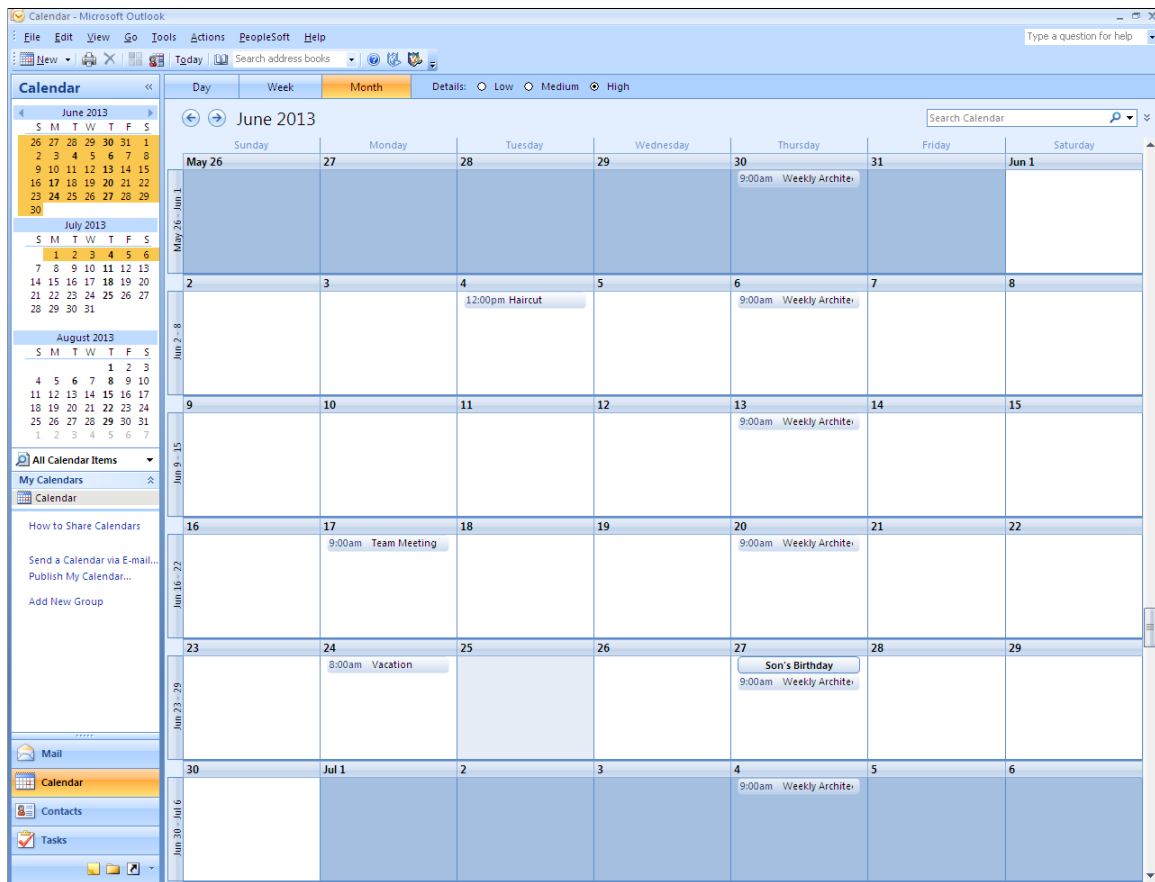 Calendar - Microsoft Outlook
File Edit View Go Tools Actions PeopleSoft Help Type a question for help
New Today Search address books
Calendar «
Day Week Month Details: Low Medium High
June 2013
S M T W T F S
26 27 28 29 30 31 1
2 3 4 5 6 7 8
9 10 11 12 13 14 15
16 17 18 19 20 21 22
23 24 25 26 27 28 29
30
July 2013
S M T W T F S
1 2 3 4 5 6
7 8 9 10 11 12 13
14 15 16 17 18 19 20
21 22 23 24 25 26 27
28 29 30 31
August 2013
S M T W T F S
1 2 3
4 5 6 7 8 9 10
11 12 13 14 15 16 17
18 19 20 21 22 23 24
25 26 27 28 29 30 31
1 2 3 4 5 6 7
All Calendar Items
My Calendars
Calendar
How to Share Calendars
Send a Calendar via E-mail...
Publish My Calendar...
Add New Group
Mail
Calendar
Contacts
Tasks
June 2013 Search Calendar
Sunday Monday Tuesday Wednesday Thursday Friday Saturday
May 26 - Jun 1
May 26 27 28 29 30 31 Jun 1
9:00am Weekly Archite
Jun 2 - 8
2 3 4 5 6 7 8
12:00pm Haircut 9:00am Weekly Archite
Jun 9 - 15
9 10 11 12 13 14 15
9:00am Weekly Archite
Jun 16 - 22
16 17 18 19 20 21 22
9:00am Team Meeting 9:00am Weekly Archite
Jun 23 - 29
23 24 25 26 27 28 29
8:00am Vacation Son's Birthday
9:00am Weekly Archite
Jun 30 - Jul 6
30 Jul 1 2 3 4 5 6
9:00am Weekly Archite